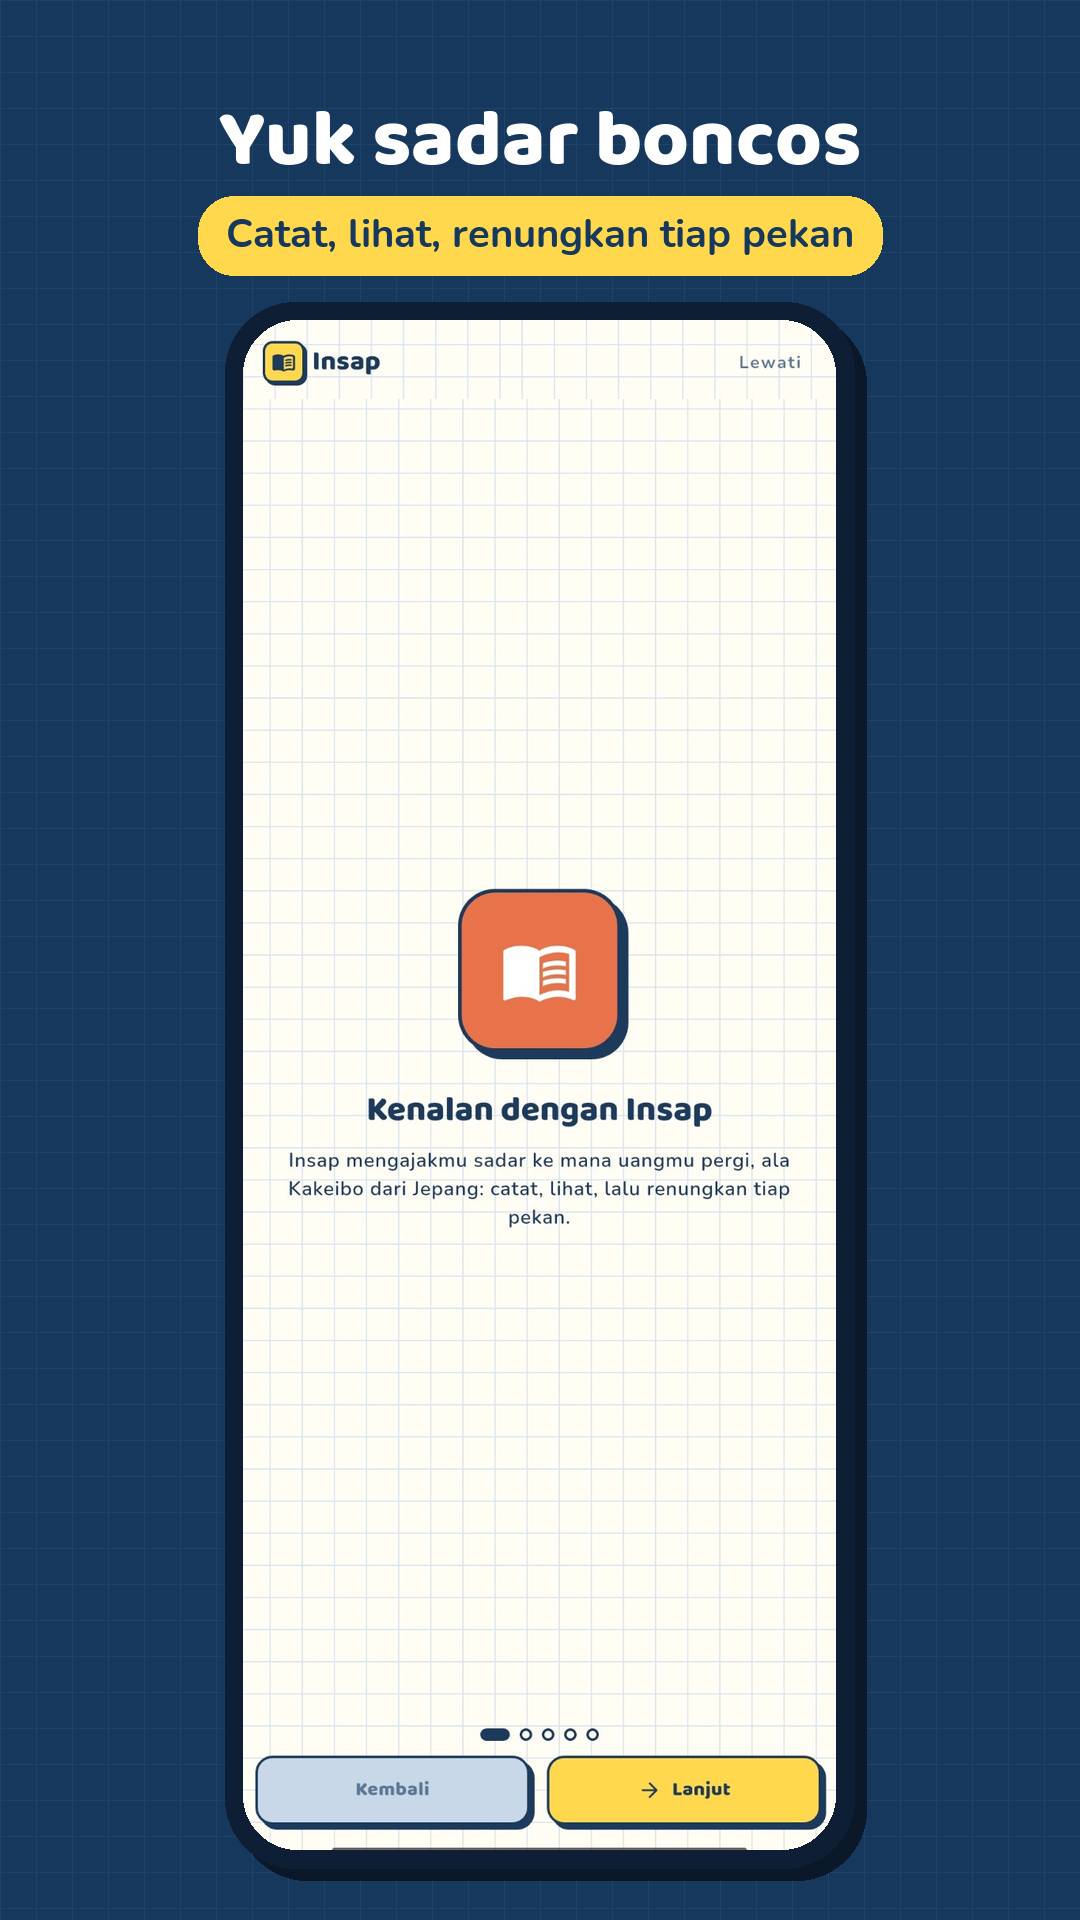 Yuk sadar boncos
Catat, lihat, renungkan tiap pekan
Insap
Lewati
Kenalan dengan Insap
Insap mengajakmu sadar ke mana uangmu pergi, ala
Kakeibo dari Jepang: catat, lihat, lalu renungkan tiap
pekan.
Kembali
Lanjut